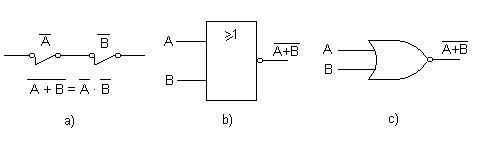 A̅ B̅
A̅ ̅+̅ ̅B̅ = A̅ · B̅
a)
A
B
≥1
A̅+̅B̅
b)
A
B
A̅+̅B̅
c)